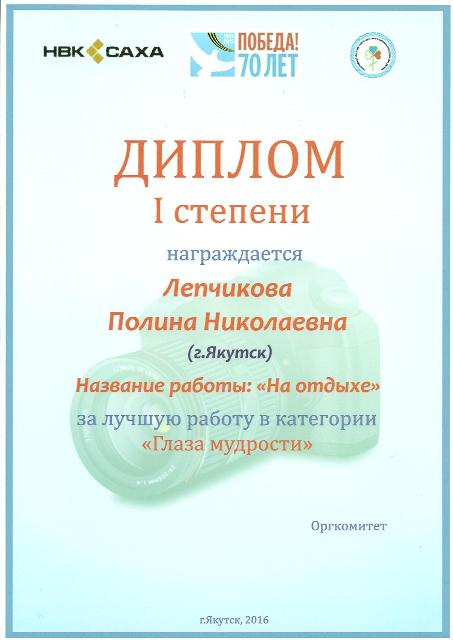 НВК САХА
ПОБЕДА!
70 ЛЕТ
ДИПЛОМ
I степени
награждается
Лепчикова
Полина Николаевна
(г.Якутск)
Название работы: «На отдыхе»
за лучшую работу в категории
«Глаза мудрости»
Оргкомитет
г.Якутск, 2016